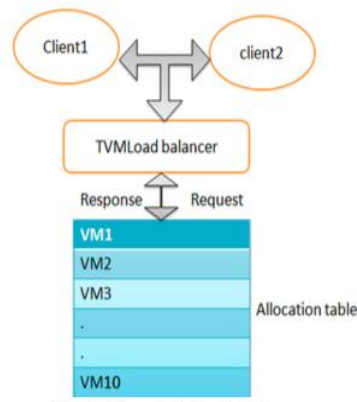 Client1
client2
TVMLoad balancer
Response
Request
VM1
VM2
VM3
.
.
VM10
Allocation table